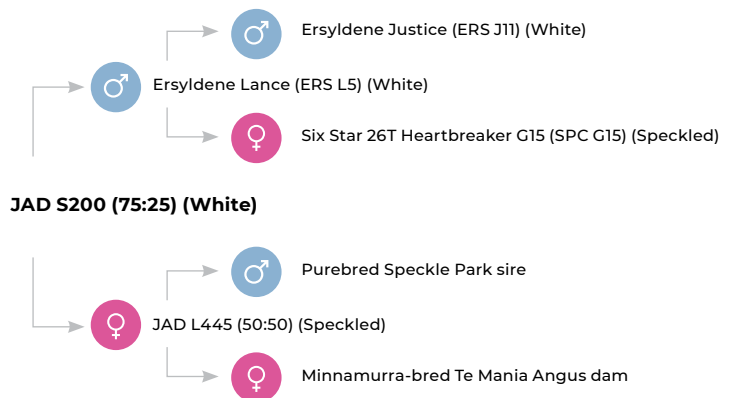 Ersyldene Justice (ERS J11) (White)
Ersyldene Lance (ERS L5) (White)
Six Star 26T Heartbreaker G15 (SPC G15) (Speckled)
JAD S200 (75:25) (White)
Purebred Speckle Park sire
JAD L445 (50:50) (Speckled)
Minnamurra-bred Te Mania Angus dam